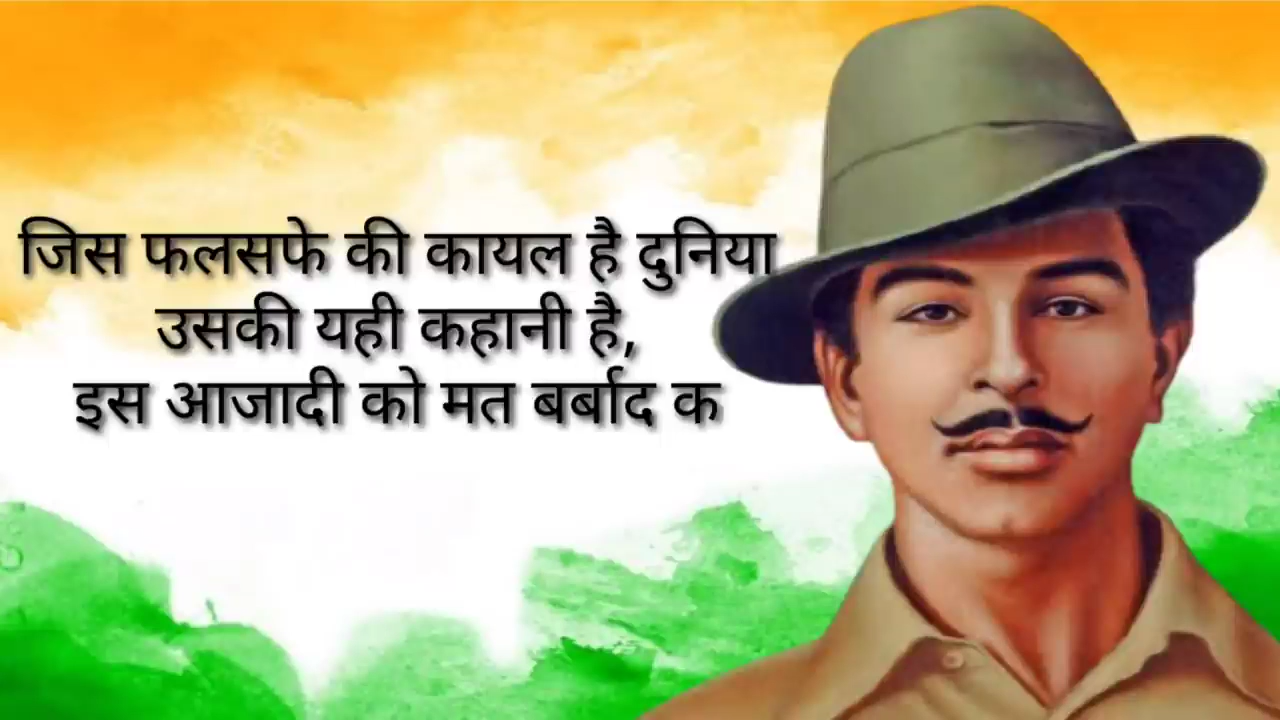 जिस फलसफे की कायल है दुनिया
उसकी यही कहानी है,
इस आजादी को मत बर्बाद क